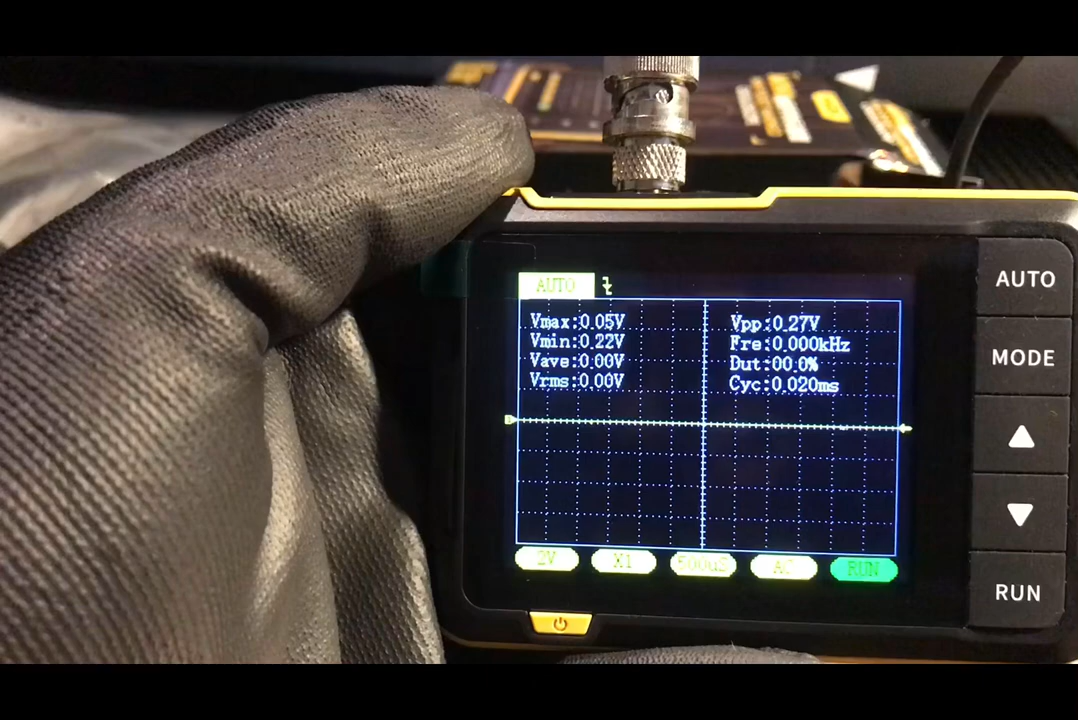 AUTO
Vmax:0.05V
Vmin:0.22V
Vave:0.00V
Vrms:0.00V
Vpp:0.27V
Fre:0.000kHz
Dut:00.0%
Cyc:0.020ms
2V
X1
500uS
AC
RUN
AUTO
MODE
RUN